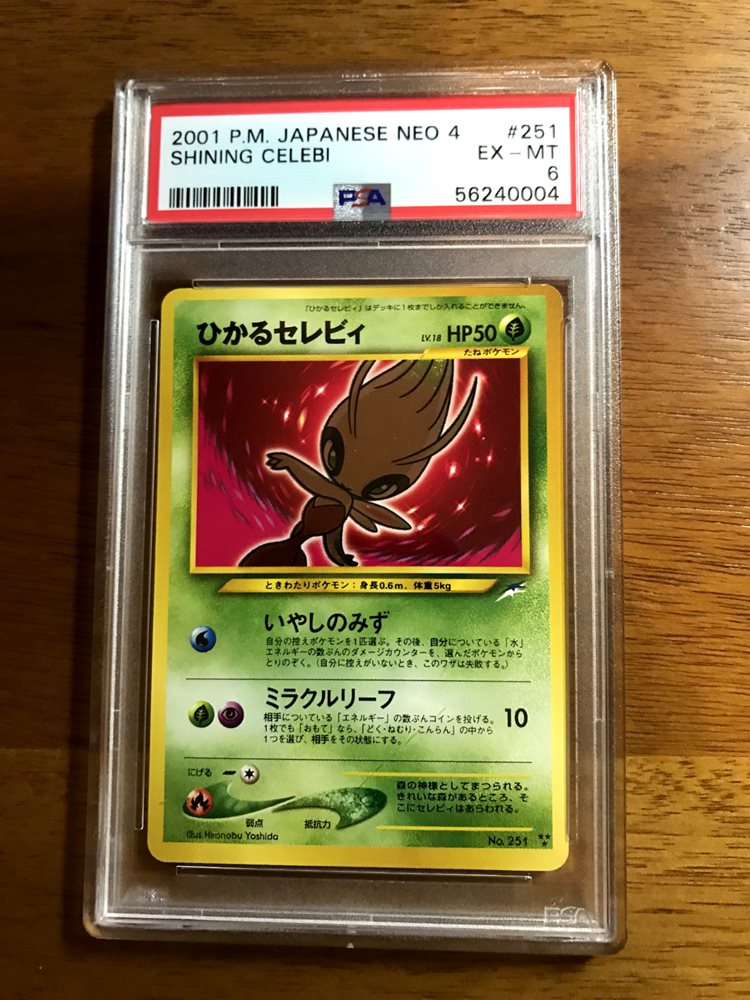 2001 P.M. JAPANESE NEO 4 #251
SHINING CELEBI EX - MT
6
PSA 56240004
「ひかるセレビィ」はデッキに1枚までしか入れることができません。
ひかるセレビィ LV.18 HP50
たねポケモン
ときわたりポケモン：身長0.6m、体重5kg
いやしのみず
自分の控えポケモンを1匹選ぶ。その後、自分についている「水」
エネルギーの数ぶんのダメージカウンターを、選んだポケモンから
とりのぞく。（自分に控えがいないとき、このワザは失敗する。）
ミラクルリーフ 10
相手についている「エネルギー」の数ぶんコインを投げる。
1枚でも「おもて」なら、「どく・ねむり・こんらん」の中から
1つを選び、相手をその状態にする。
にげる
弱点 抵抗力
森の神様としてまつられる。
きれいな森があるところ、そ
こにセレビィはあらわれる。
Illus. Hironobu Yoshida No. 251
PSA